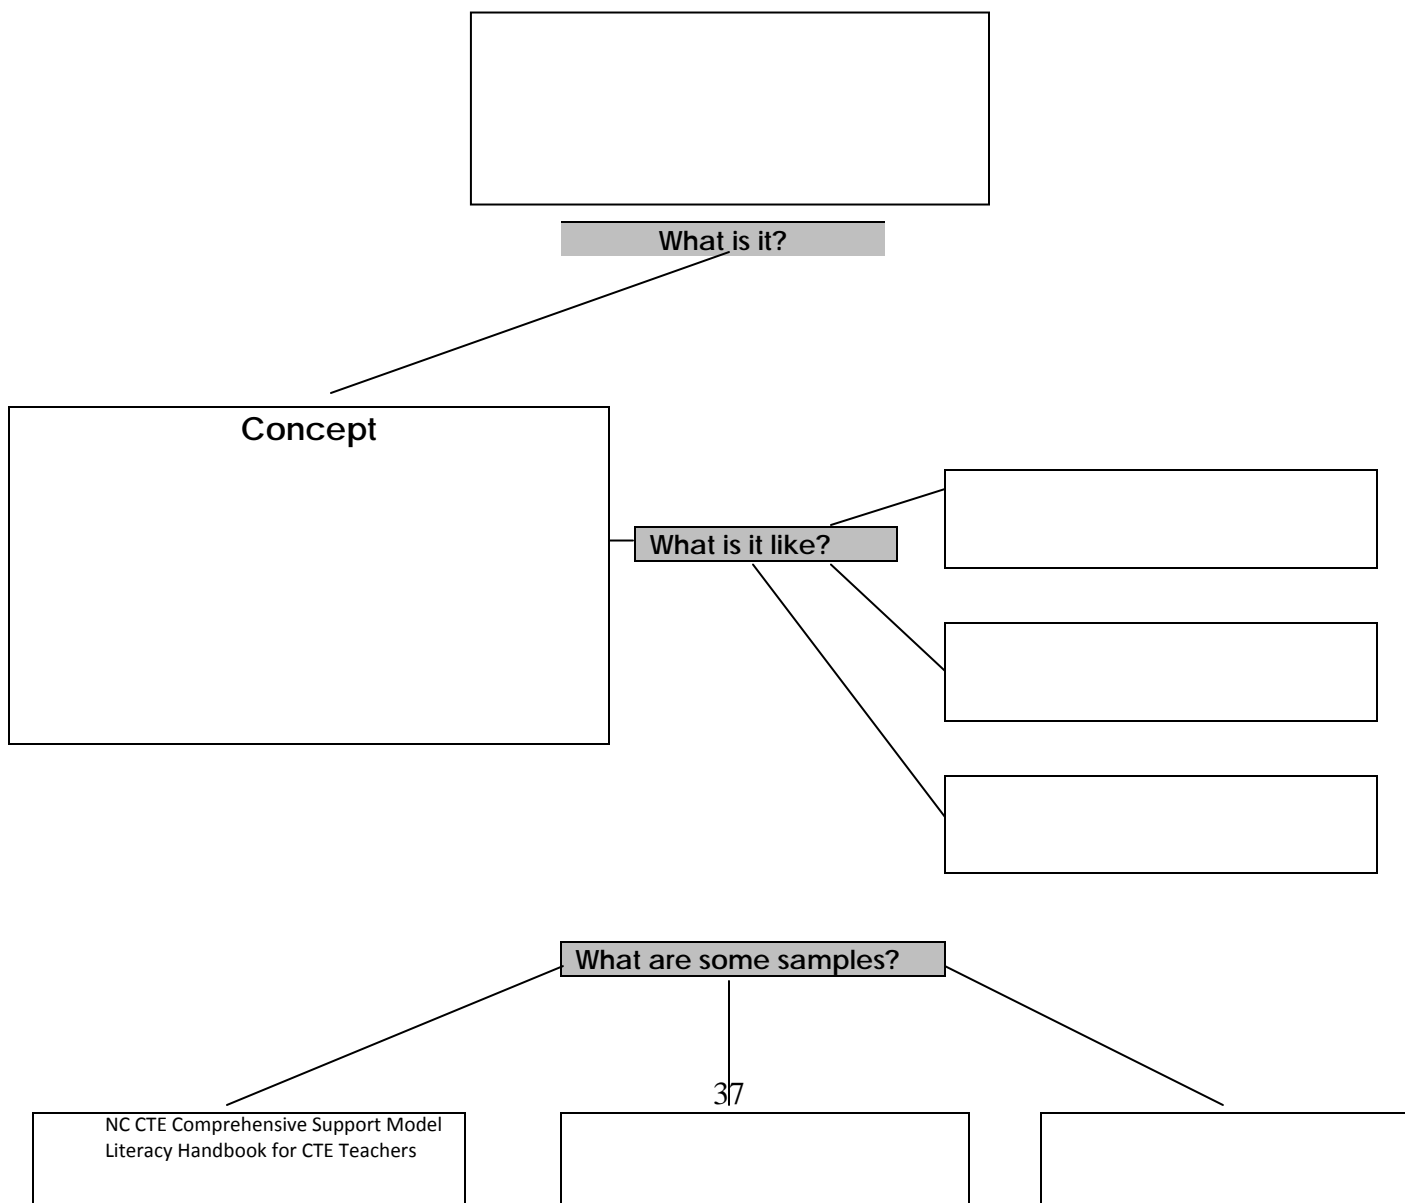 What is it?
Concept
What is it like?
What are some samples?
37
NC CTE Comprehensive Support Model
Literacy Handbook for CTE Teachers